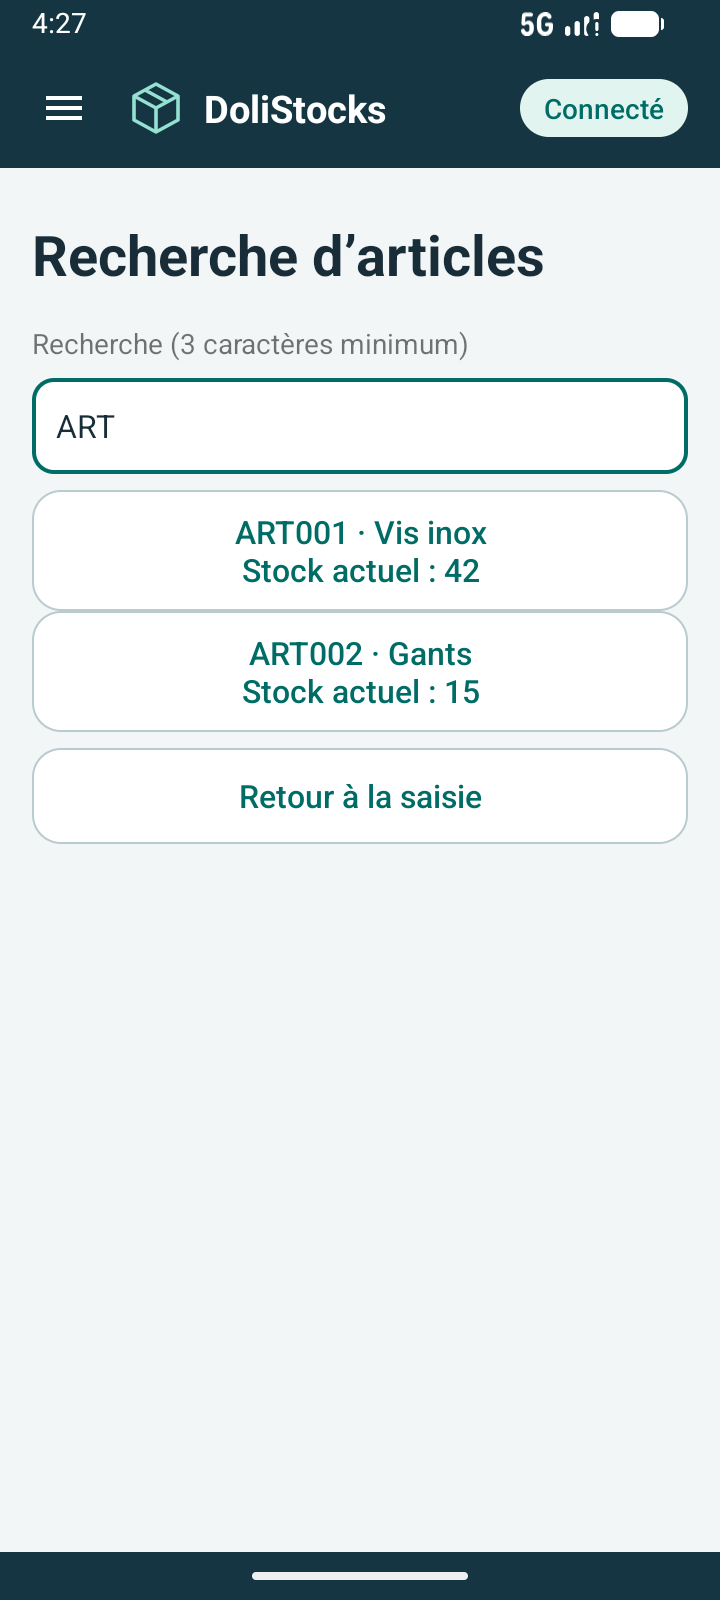 4:27
5G
DoliStocks
Connecté
Recherche d’articles
Recherche (3 caractères minimum)
ART
ART001 · Vis inox
Stock actuel : 42
ART002 · Gants
Stock actuel : 15
Retour à la saisie